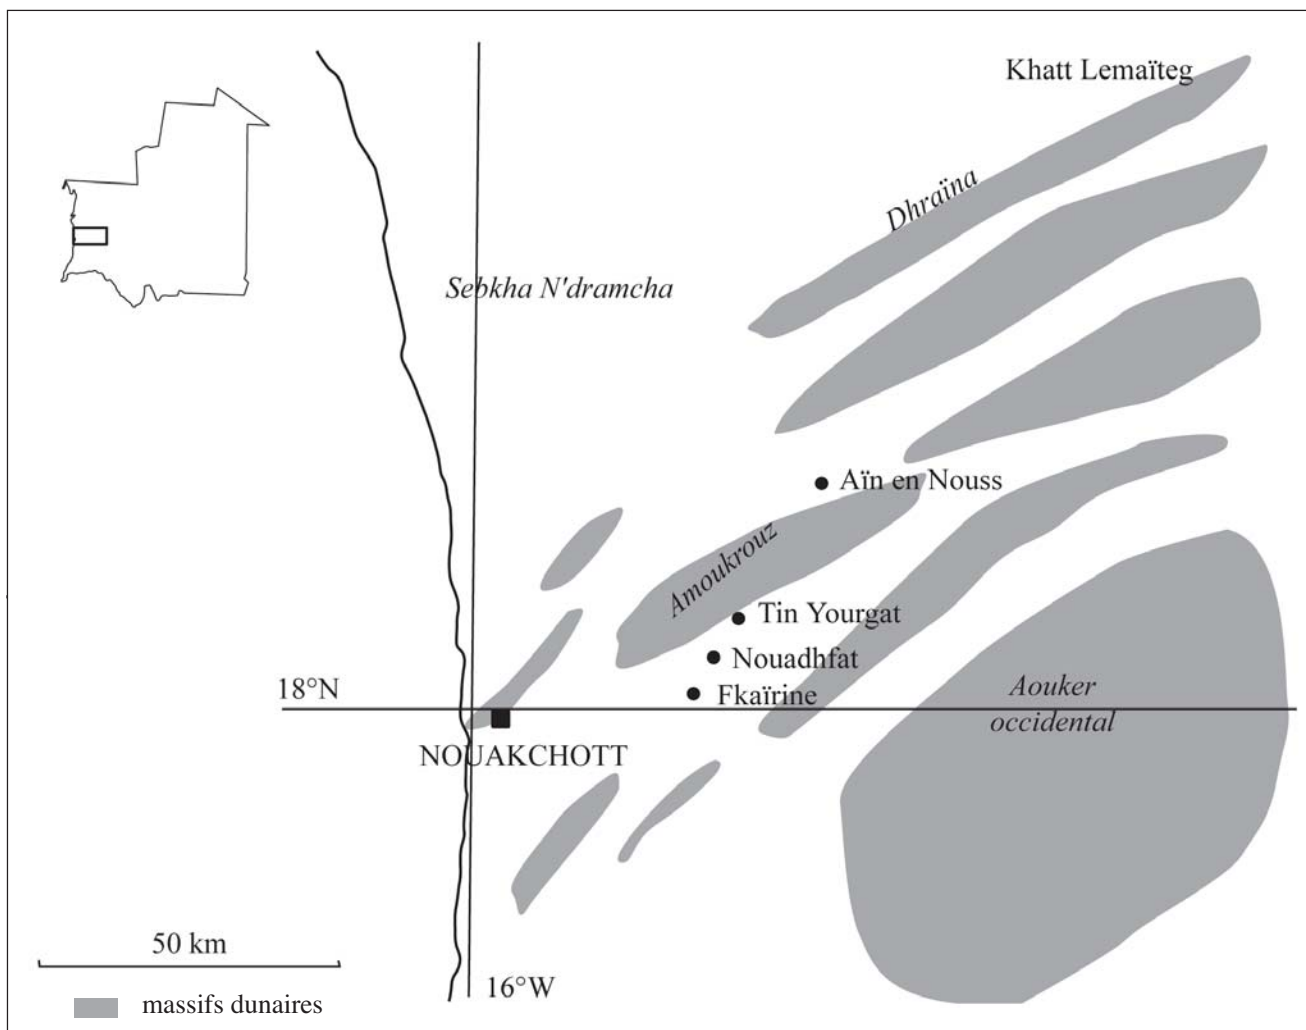 Khatt Lemaïteg
Dhraïna
Sebkha N'dramcha
Aïn en Nouss
Amoukrouz
Tin Yourgat
Nouadhfat
18°N
Fkaïrine
Aouker
occidental
NOUAKCHOTT
50 km
16°W
massifs dunaires